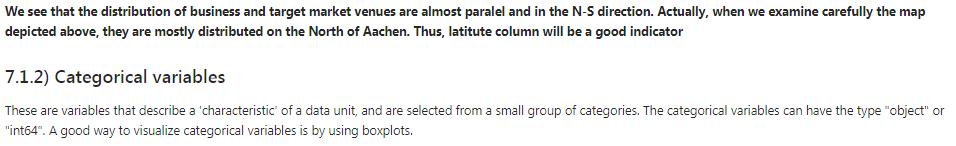 We see that the distribution of business and target market venues are almost paralel and in the N-S direction. Actually, when we examine carefully the map
depicted above, they are mostly distributed on the North of Aachen. Thus, latitute column will be a good indicator
7.1.2) Categorical variables
These are variables that describe a 'characteristic' of a data unit, and are selected from a small group of categories. The categorical variables can have the type "object" or
"int64". A good way to visualize categorical variables is by using boxplots.